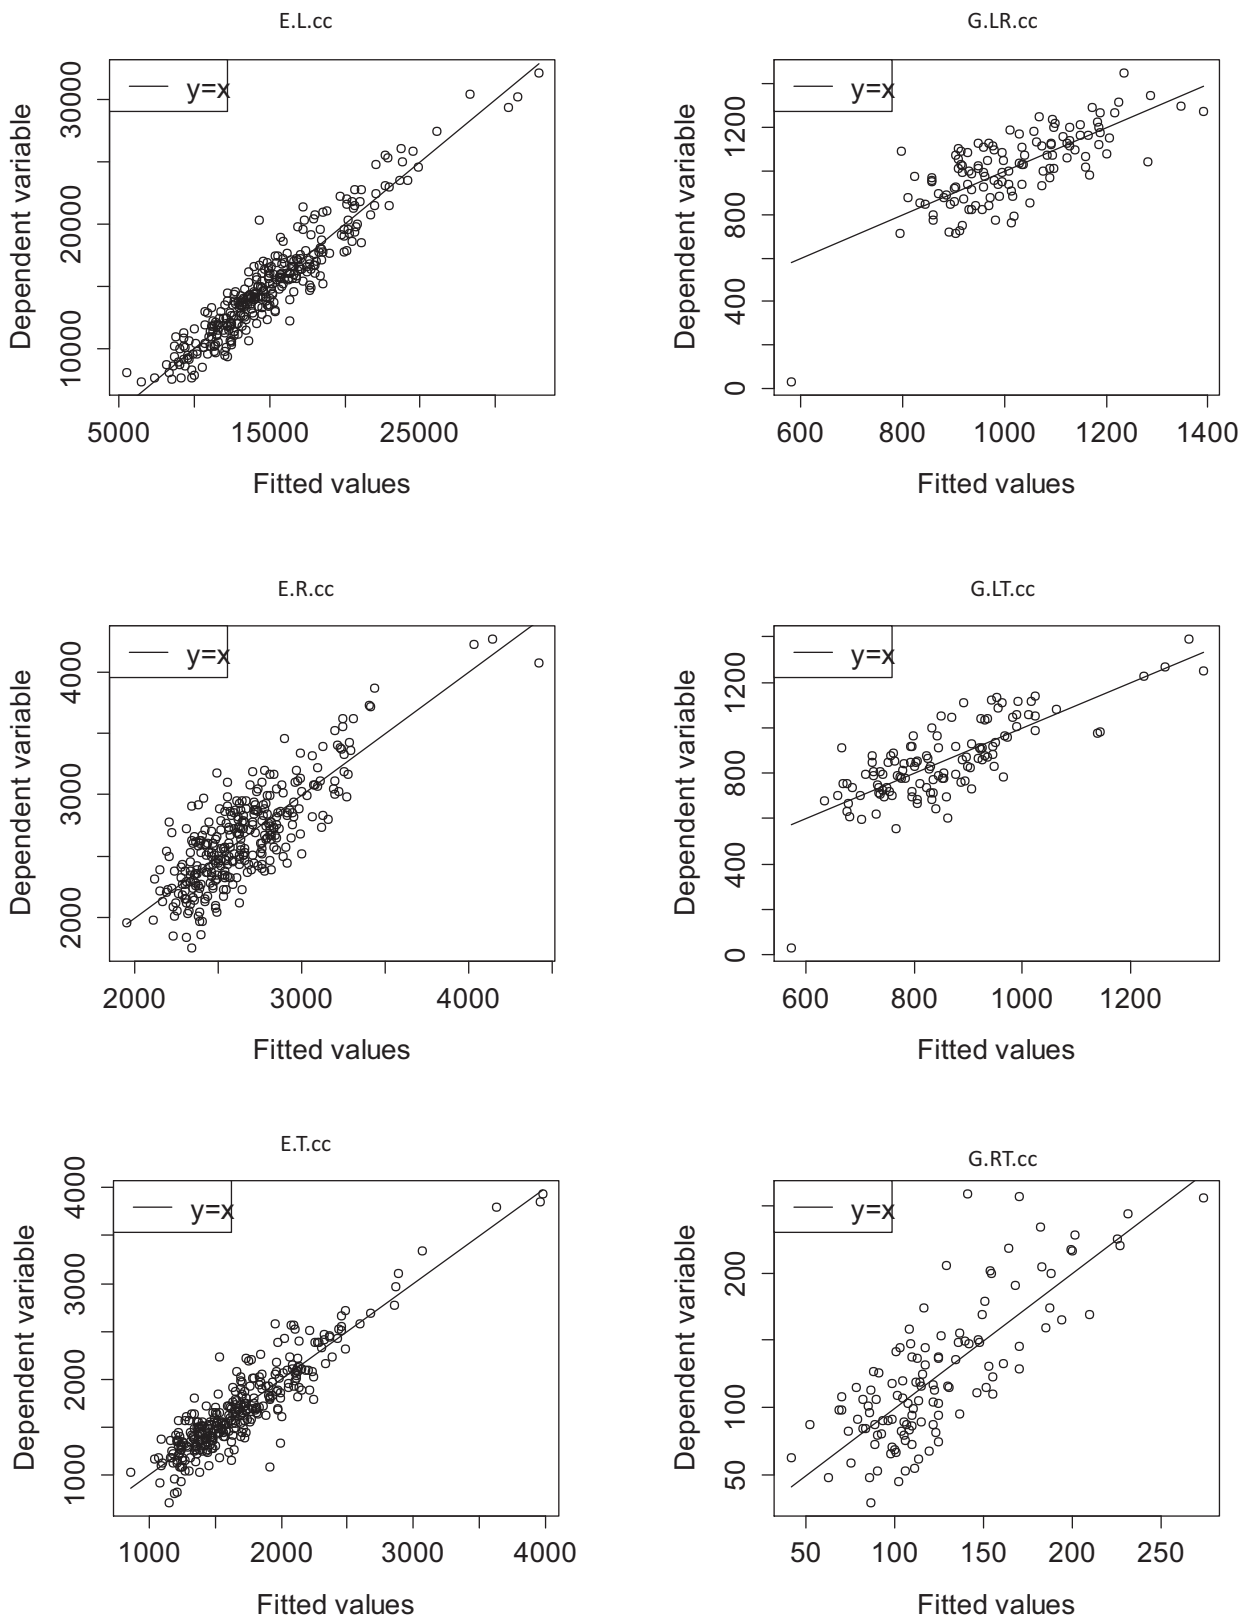 E.L.cc
y=x
Dependent variable
10000 20000 30000
5000 15000 25000
Fitted values
G.LR.cc
y=x
Dependent variable
0 400 800 1200
600 800 1000 1200 1400
Fitted values
E.R.cc
y=x
Dependent variable
2000 3000 4000
2000 3000 4000
Fitted values
G.LT.cc
y=x
Dependent variable
0 400 800 1200
600 800 1000 1200
Fitted values
E.T.cc
y=x
Dependent variable
1000 2000 3000 4000
1000 2000 3000 4000
Fitted values
G.RT.cc
y=x
Dependent variable
50 100 200
50 100 150 200 250
Fitted values